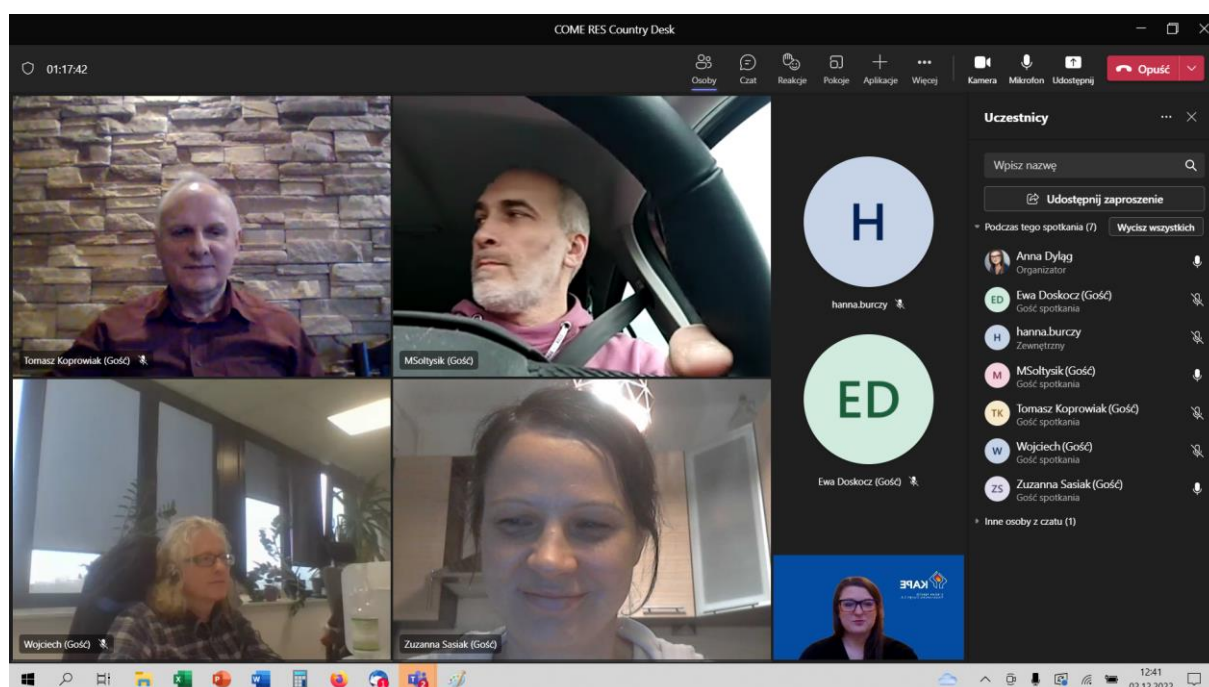 COME RES Country Desk
01:17:42
Osoby
Czat
Reakcje
Pokoje
Aplikacje
Więcej
Kamera
Mikrofon
Udostępnij
Opuść
Tomasz Koprowiak (Gość)
MSoltysik (Gość)
Wojciech (Gość)
Zuzanna Sasiak (Gość)
H
hanna.burczy
ED
Ewa Doskocz (Gość)
KAPE
Uczestnicy
Wpisz nazwę
Udostępnij zaproszenie
Podczas tego spotkania (7)
Wycisz wszystkich
Anna Dyląg
Organizator
ED
Ewa Doskocz (Gość)
Gość spotkania
H
hanna.burczy
Zewnętrzny
M
MSoltysik (Gość)
Gość spotkania
TK
Tomasz Koprowiak (Gość)
Gość spotkania
W
Wojciech (Gość)
Gość spotkania
ZS
Zuzanna Sasiak (Gość)
Gość spotkania
Inne osoby z czatu (1)
12:41